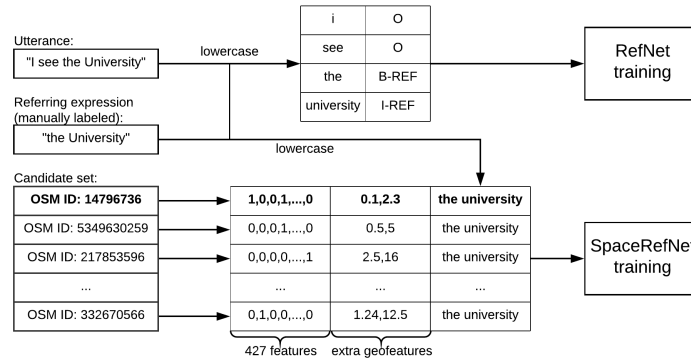 Utterance:
"I see the University"
lowercase
i O
see O
the B-REF
university I-REF
RefNet
training
Referring expression
(manually labeled):
"the University"
lowercase
Candidate set:
OSM ID: 14796736 1,0,0,1,...,0 0.1,2.3 the university
OSM ID: 5349630259 0,0,0,1,...,0 0.5,5 the university
OSM ID: 217853596 0,0,0,0,...,1 2.5,16 the university
... ... ... ...
OSM ID: 332670566 0,1,0,0,...,0 1.24,12.5 the university
SpaceRefNet
training
427 features extra geofeatures